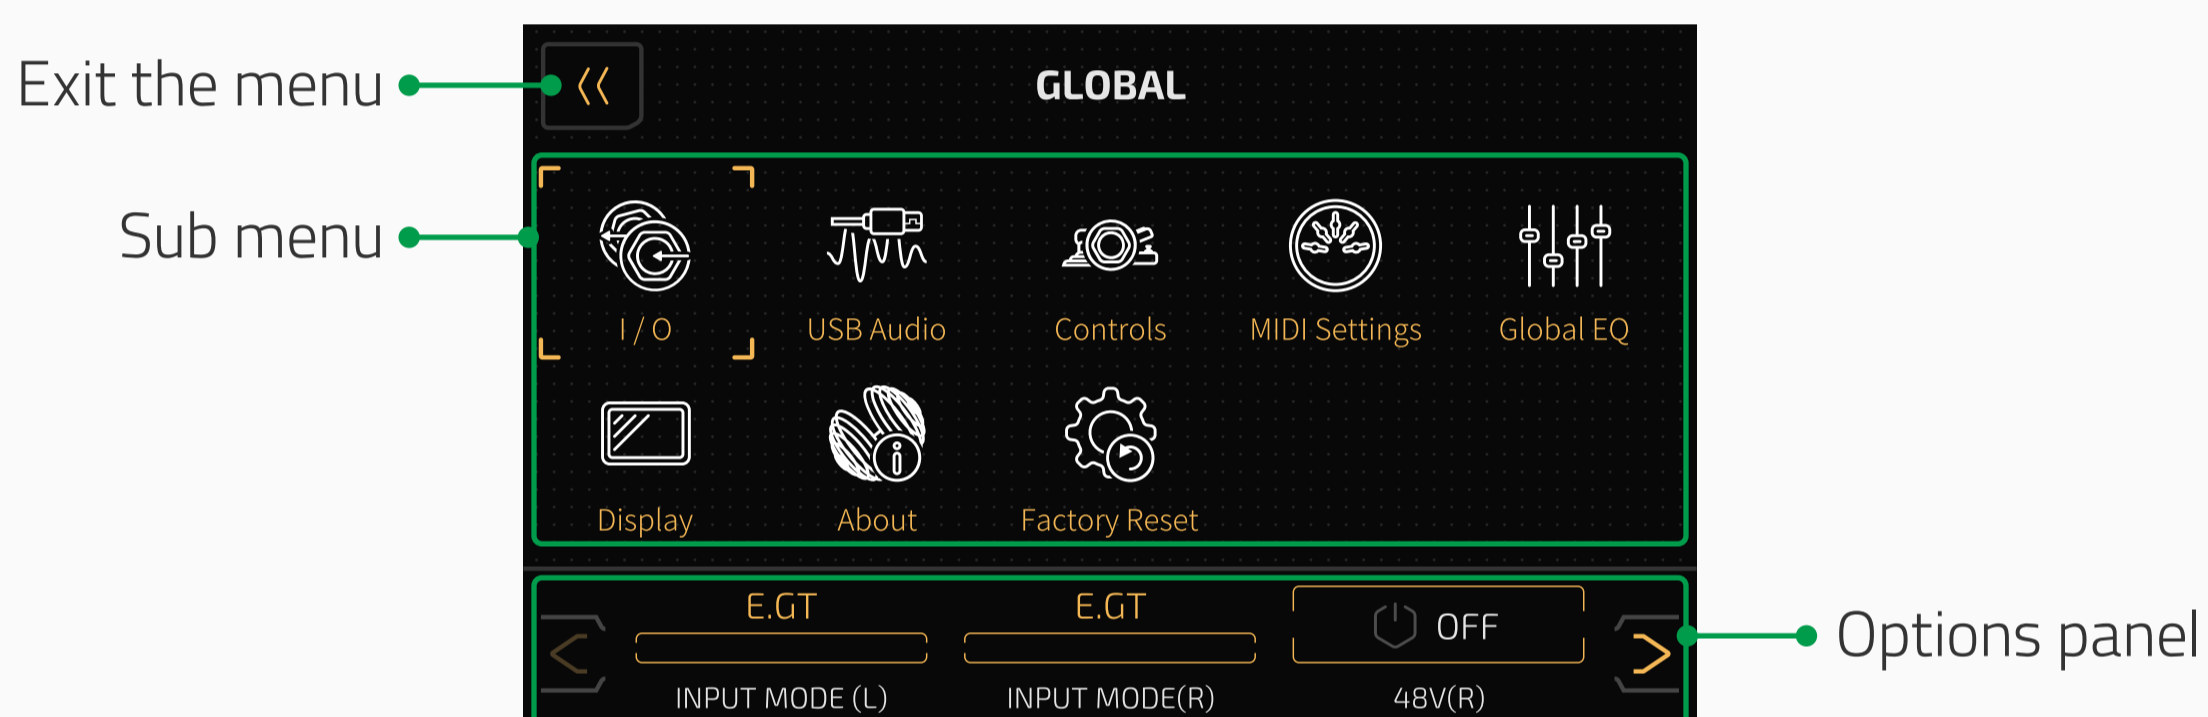 Exit the menu
GLOBAL
Sub menu
I / O
USB Audio
Controls
MIDI Settings
Global EQ
Display
About
Factory Reset
E.GT
E.GT
OFF
Options panel
INPUT MODE (L)
INPUT MODE(R)
48V(R)